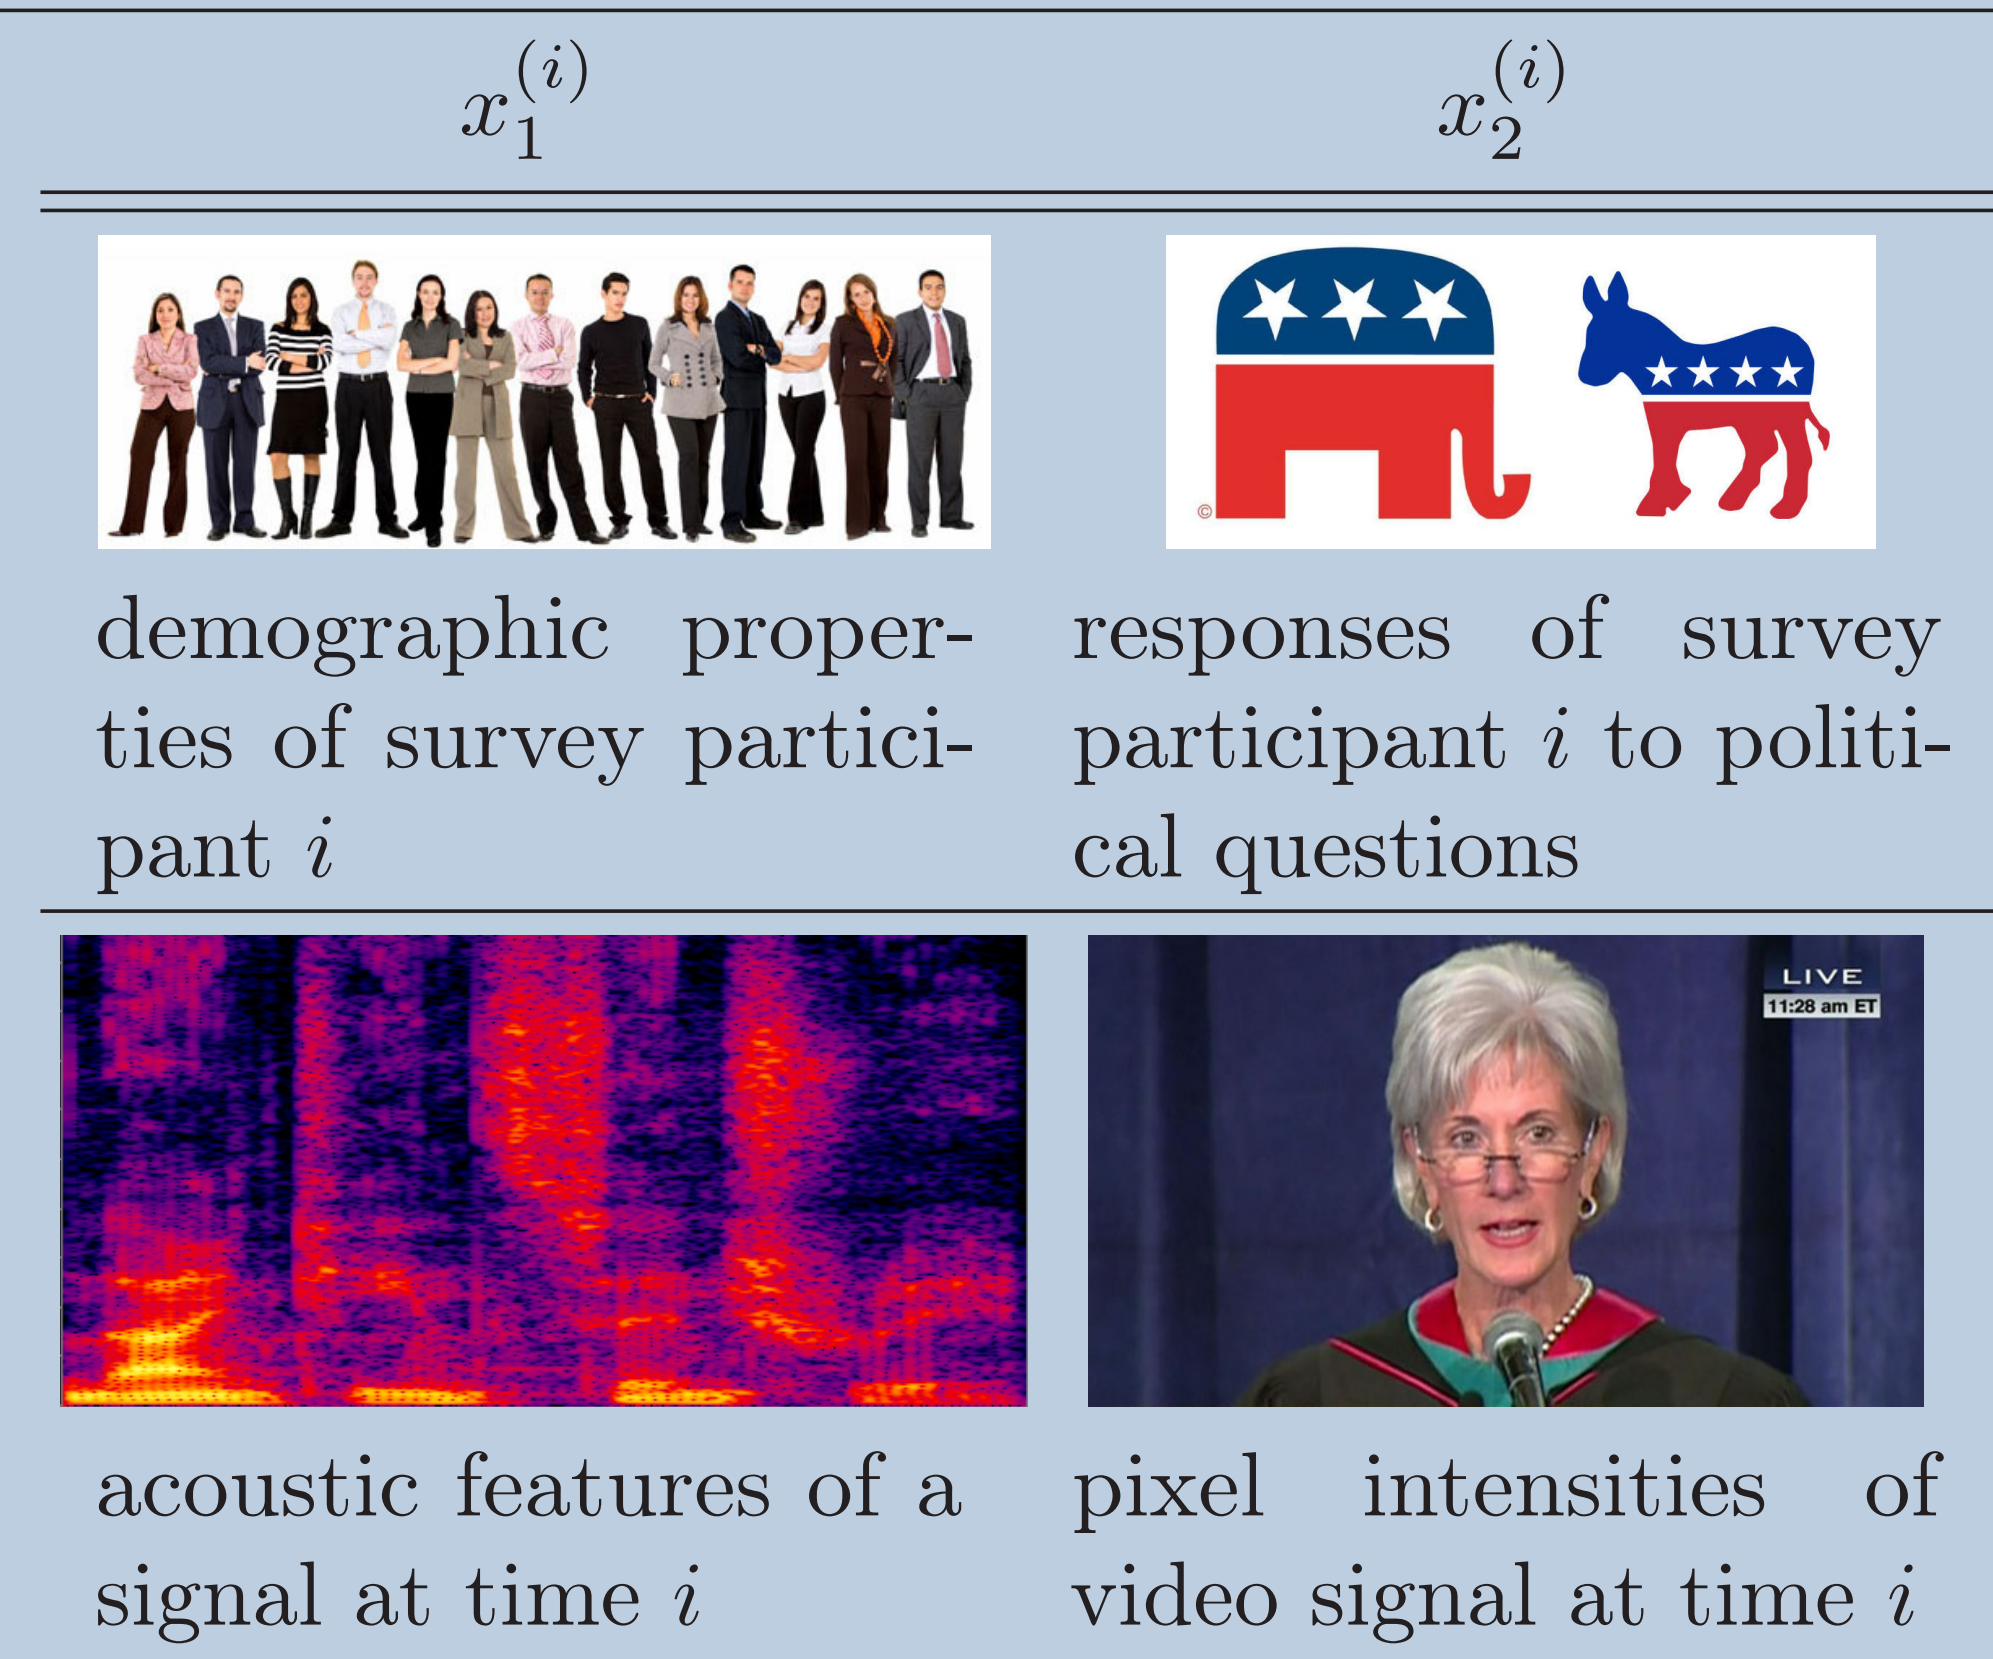 x_1^{(i)} x_2^{(i)}
©
demographic proper-
ties of survey partici-
pant i
responses of survey
participant i to politi-
cal questions
LIVE
11:28 am ET
acoustic features of a
signal at time i
pixel intensities of
video signal at time i